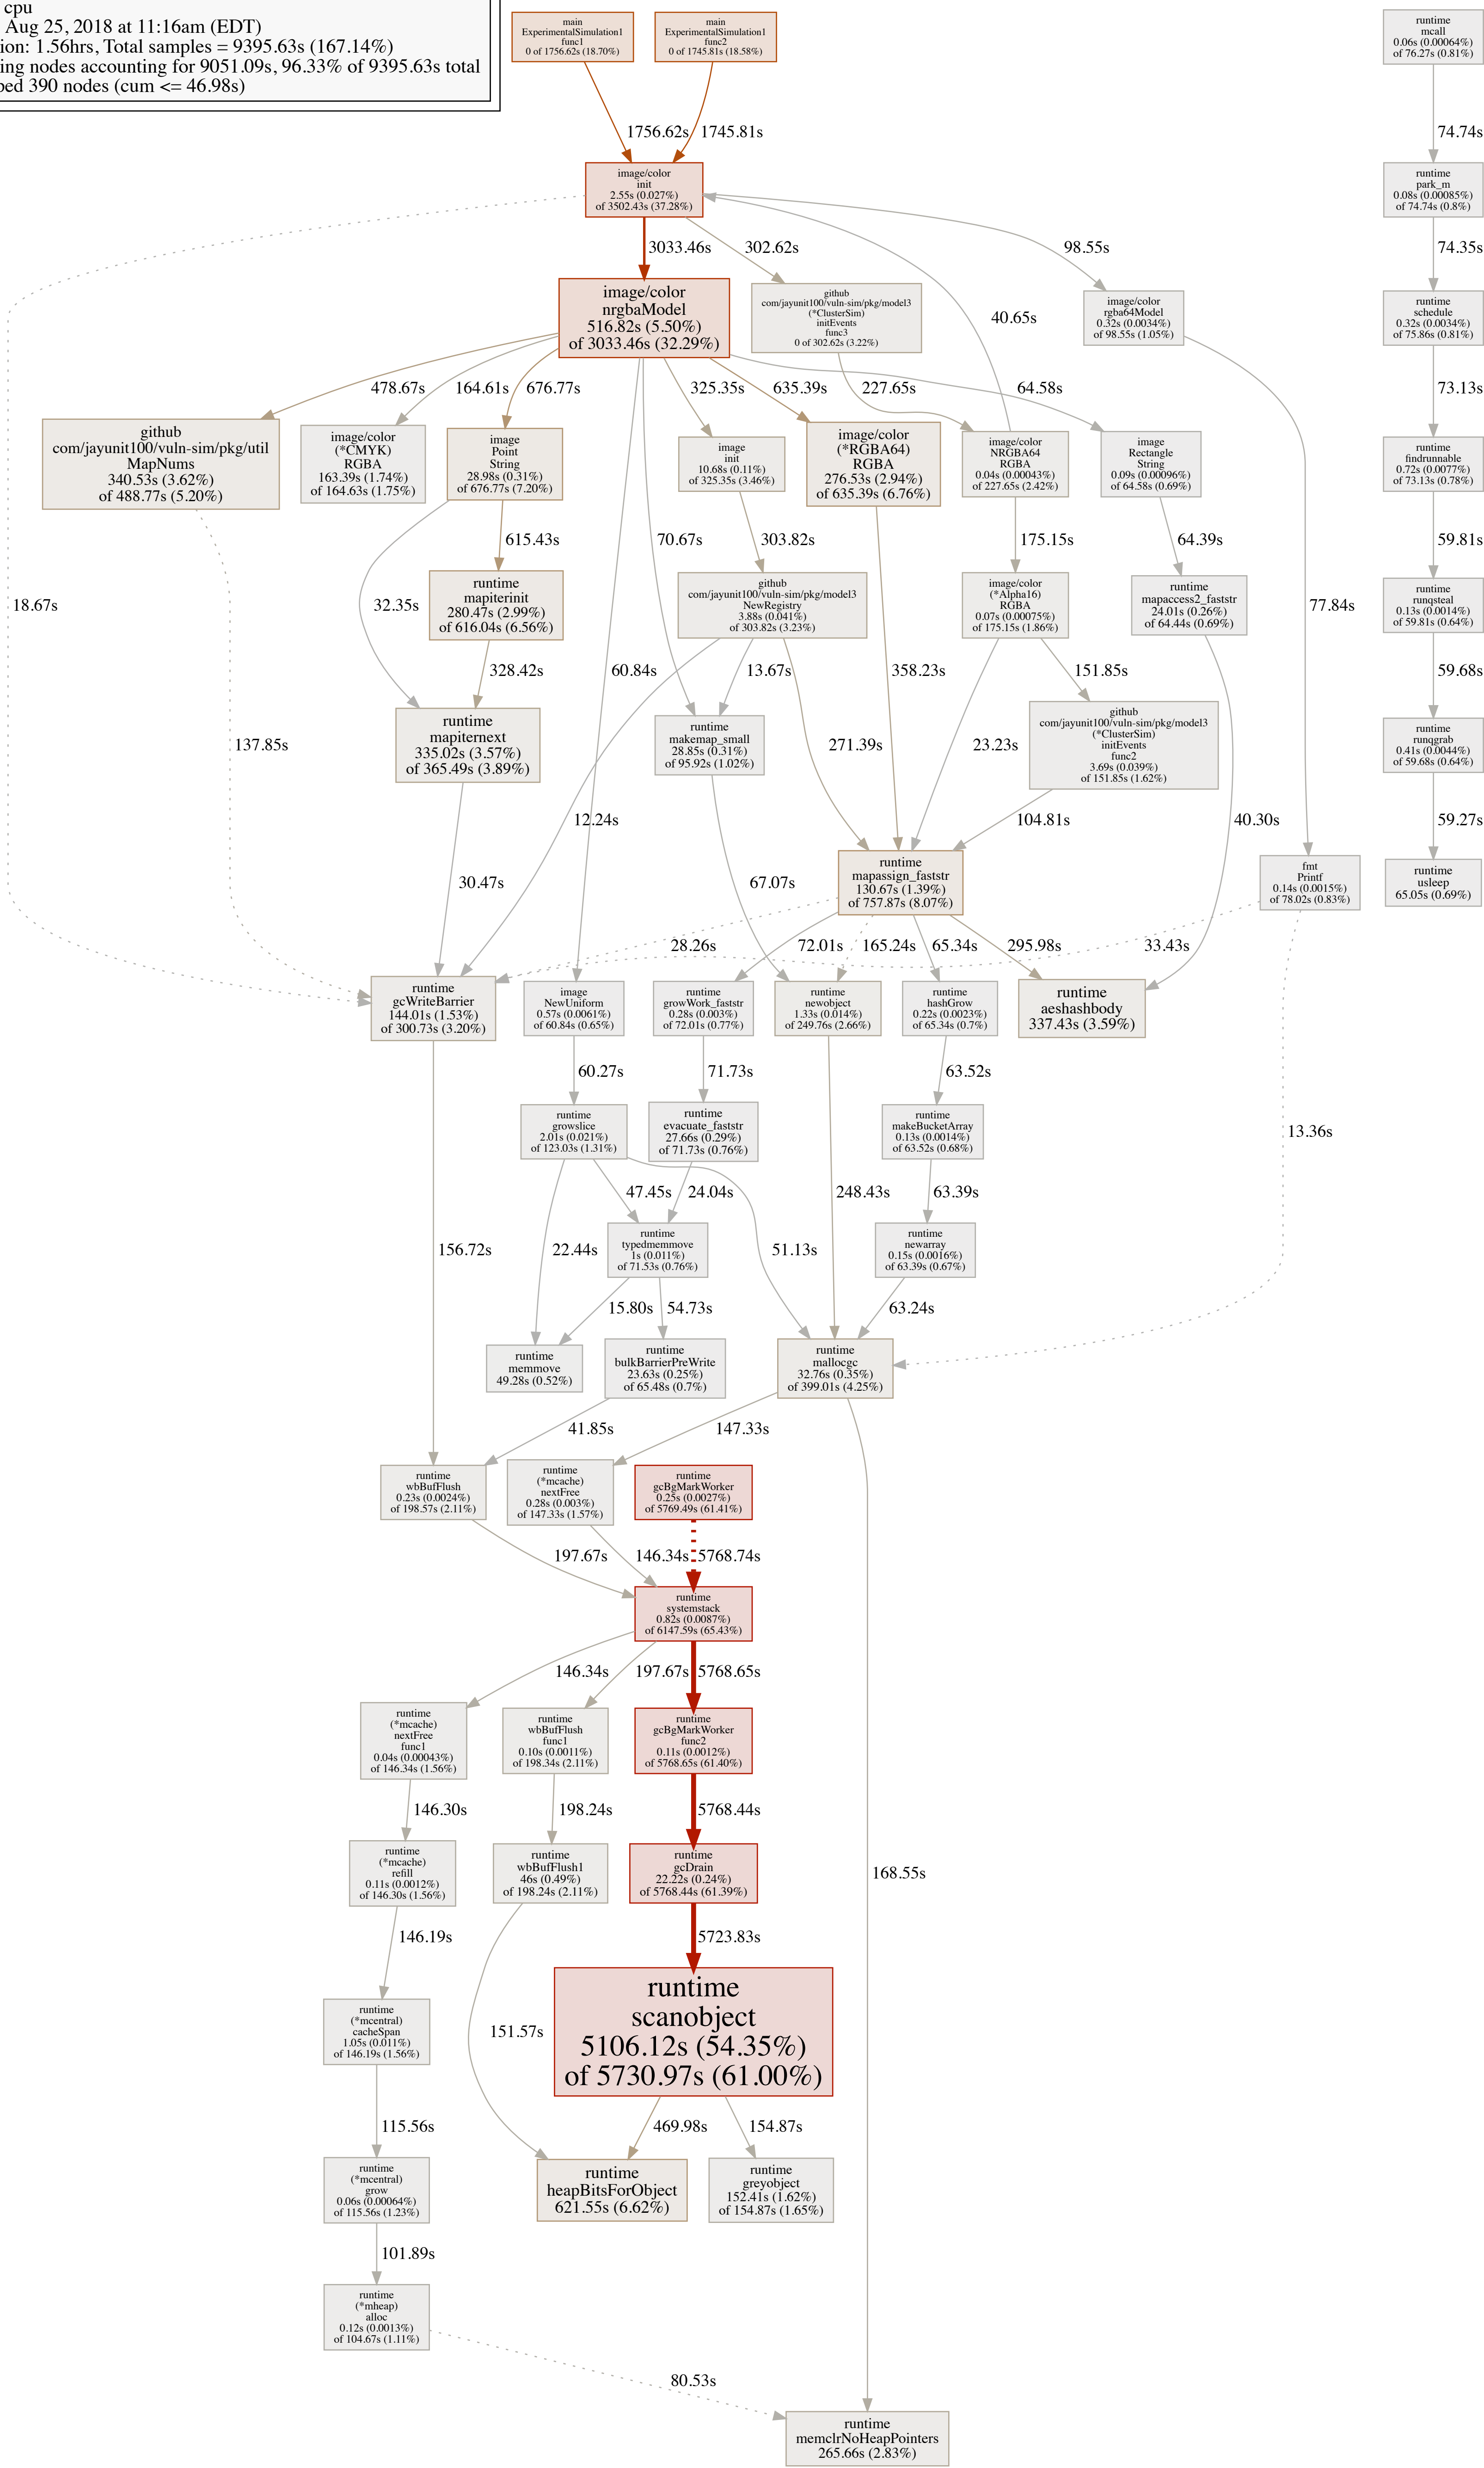 cpu
Aug 25, 2018 at 11:16am (EDT)
ion: 1.56hrs, Total samples = 9395.63s (167.14%)
ing nodes accounting for 9051.09s, 96.33% of 9395.63s total
ped 390 nodes (cum <= 46.98s)
main
ExperimentalSimulation1
func1
0 of 1756.62s (18.70%)
main
ExperimentalSimulation1
func2
0 of 1745.81s (18.58%)
runtime
mcall
0.06s (0.00064%)
of 76.27s (0.81%)
1756.62s
1745.81s
74.74s
image/color
init
2.55s (0.027%)
of 3502.43s (37.28%)
runtime
park_m
0.08s (0.00085%)
of 74.74s (0.8%)
3033.46s
302.62s
98.55s
74.35s
image/color
nrgbaModel
516.82s (5.50%)
of 3033.46s (32.29%)
github
com/jayunit100/vuln-sim/pkg/model3
(*ClusterSim)
initEvents
func3
0 of 302.62s (3.22%)
40.65s
image/color
rgba64Model
0.32s (0.0034%)
of 98.55s (1.05%)
runtime
schedule
0.32s (0.0034%)
of 75.86s (0.81%)
478.67s
164.61s
676.77s
325.35s
635.39s
227.65s
64.58s
73.13s
github
com/jayunit100/vuln-sim/pkg/util
MapNums
340.53s (3.62%)
of 488.77s (5.20%)
image/color
(*CMYK)
RGBA
163.39s (1.74%)
of 164.63s (1.75%)
image
Point
String
28.98s (0.31%)
of 676.77s (7.20%)
image
init
10.68s (0.11%)
of 325.35s (3.46%)
image/color
(*RGBA64)
RGBA
276.53s (2.94%)
of 635.39s (6.76%)
image/color
NRGBA64
RGBA
0.04s (0.00043%)
of 227.65s (2.42%)
image
Rectangle
String
0.09s (0.00096%)
of 64.58s (0.69%)
runtime
findrunnable
0.72s (0.0077%)
of 73.13s (0.78%)
615.43s
70.67s
303.82s
175.15s
64.39s
59.81s
18.67s
32.35s
runtime
mapiterinit
280.47s (2.99%)
of 616.04s (6.56%)
github
com/jayunit100/vuln-sim/pkg/model3
NewRegistry
3.88s (0.041%)
of 303.82s (3.23%)
image/color
(*Alpha16)
RGBA
0.07s (0.00075%)
of 175.15s (1.86%)
runtime
mapaccess2_faststr
24.01s (0.26%)
of 64.44s (0.69%)
77.84s
runtime
runqsteal
0.13s (0.0014%)
of 59.81s (0.64%)
328.42s
60.84s
13.67s
358.23s
151.85s
59.68s
137.85s
runtime
mapiternext
335.02s (3.57%)
of 365.49s (3.89%)
runtime
makemap_small
28.85s (0.31%)
of 95.92s (1.02%)
271.39s
23.23s
github
com/jayunit100/vuln-sim/pkg/model3
(*ClusterSim)
initEvents
func2
3.69s (0.039%)
of 151.85s (1.62%)
runtime
runqgrab
0.41s (0.0044%)
of 59.68s (0.64%)
12.24s
104.81s
40.30s
59.27s
30.47s
67.07s
runtime
mapassign_faststr
130.67s (1.39%)
of 757.87s (8.07%)
fmt
Printf
0.14s (0.0015%)
of 78.02s (0.83%)
runtime
usleep
65.05s (0.69%)
28.26s
72.01s
165.24s
65.34s
295.98s
33.43s
runtime
gcWriteBarrier
144.01s (1.53%)
of 300.73s (3.20%)
image
NewUniform
0.57s (0.0061%)
of 60.84s (0.65%)
runtime
growWork_faststr
0.28s (0.003%)
of 72.01s (0.77%)
runtime
newobject
1.33s (0.014%)
of 249.76s (2.66%)
runtime
hashGrow
0.22s (0.0023%)
of 65.34s (0.7%)
runtime
aeshashbody
337.43s (3.59%)
60.27s
71.73s
63.52s
runtime
growslice
2.01s (0.021%)
of 123.03s (1.31%)
runtime
evacuate_faststr
27.66s (0.29%)
of 71.73s (0.76%)
runtime
makeBucketArray
0.13s (0.0014%)
of 63.52s (0.68%)
13.36s
47.45s
24.04s
248.43s
63.39s
156.72s
22.44s
runtime
typedmemmove
1s (0.011%)
of 71.53s (0.76%)
51.13s
runtime
newarray
0.15s (0.0016%)
of 63.39s (0.67%)
15.80s
54.73s
63.24s
runtime
memmove
49.28s (0.52%)
runtime
bulkBarrierPreWrite
23.63s (0.25%)
of 65.48s (0.7%)
runtime
mallocgc
32.76s (0.35%)
of 399.01s (4.25%)
41.85s
147.33s
runtime
wbBufFlush
0.23s (0.0024%)
of 198.57s (2.11%)
runtime
(*mcache)
nextFree
0.28s (0.003%)
of 147.33s (1.57%)
runtime
gcBgMarkWorker
0.25s (0.0027%)
of 5769.49s (61.41%)
197.67s
146.34s
5768.74s
runtime
systemstack
0.82s (0.0087%)
of 6147.59s (65.43%)
146.34s
197.67s
5768.65s
runtime
(*mcache)
nextFree
func1
0.04s (0.00043%)
of 146.34s (1.56%)
runtime
wbBufFlush
func1
0.10s (0.0011%)
of 198.34s (2.11%)
runtime
gcBgMarkWorker
func2
0.11s (0.0012%)
of 5768.65s (61.40%)
146.30s
198.24s
5768.44s
runtime
(*mcache)
refill
0.11s (0.0012%)
of 146.30s (1.56%)
runtime
wbBufFlush1
46s (0.49%)
of 198.24s (2.11%)
runtime
gcDrain
22.22s (0.24%)
of 5768.44s (61.39%)
168.55s
146.19s
5723.83s
runtime
(*mcentral)
cacheSpan
1.05s (0.011%)
of 146.19s (1.56%)
151.57s
runtime
scanobject
5106.12s (54.35%)
of 5730.97s (61.00%)
115.56s
469.98s
154.87s
runtime
(*mcentral)
grow
0.06s (0.00064%)
of 115.56s (1.23%)
runtime
heapBitsForObject
621.55s (6.62%)
runtime
greyobject
152.41s (1.62%)
of 154.87s (1.65%)
101.89s
runtime
(*mheap)
alloc
0.12s (0.0013%)
of 104.67s (1.11%)
80.53s
runtime
memclrNoHeapPointers
265.66s (2.83%)